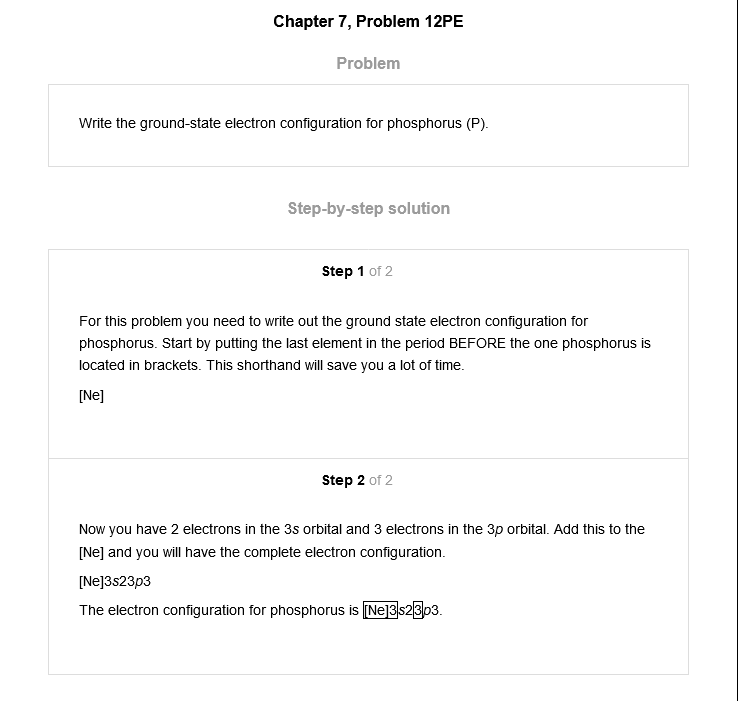 Chapter 7, Problem 12PE
Problem
Write the ground-state electron configuration for phosphorus (P).
Step-by-step solution
Step 1 of 2
For this problem you need to write out the ground state electron configuration for
phosphorus. Start by putting the last element in the period BEFORE the one phosphorus is
located in brackets. This shorthand will save you a lot of time.
[Ne]
Step 2 of 2
Now you have 2 electrons in the 3s orbital and 3 electrons in the 3p orbital. Add this to the
[Ne] and you will have the complete electron configuration.
[Ne]3s23p3
The electron configuration for phosphorus is [Ne]3s23p3.